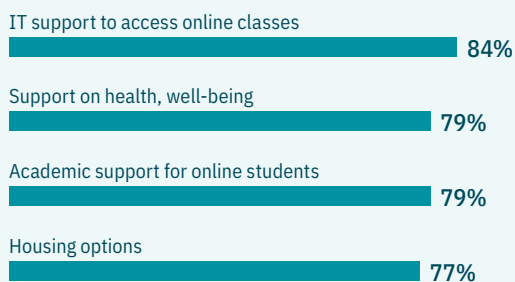 IT support to access online classes
84%
Support on health, well-being
79%
Academic support for online students
79%
Housing options
77%